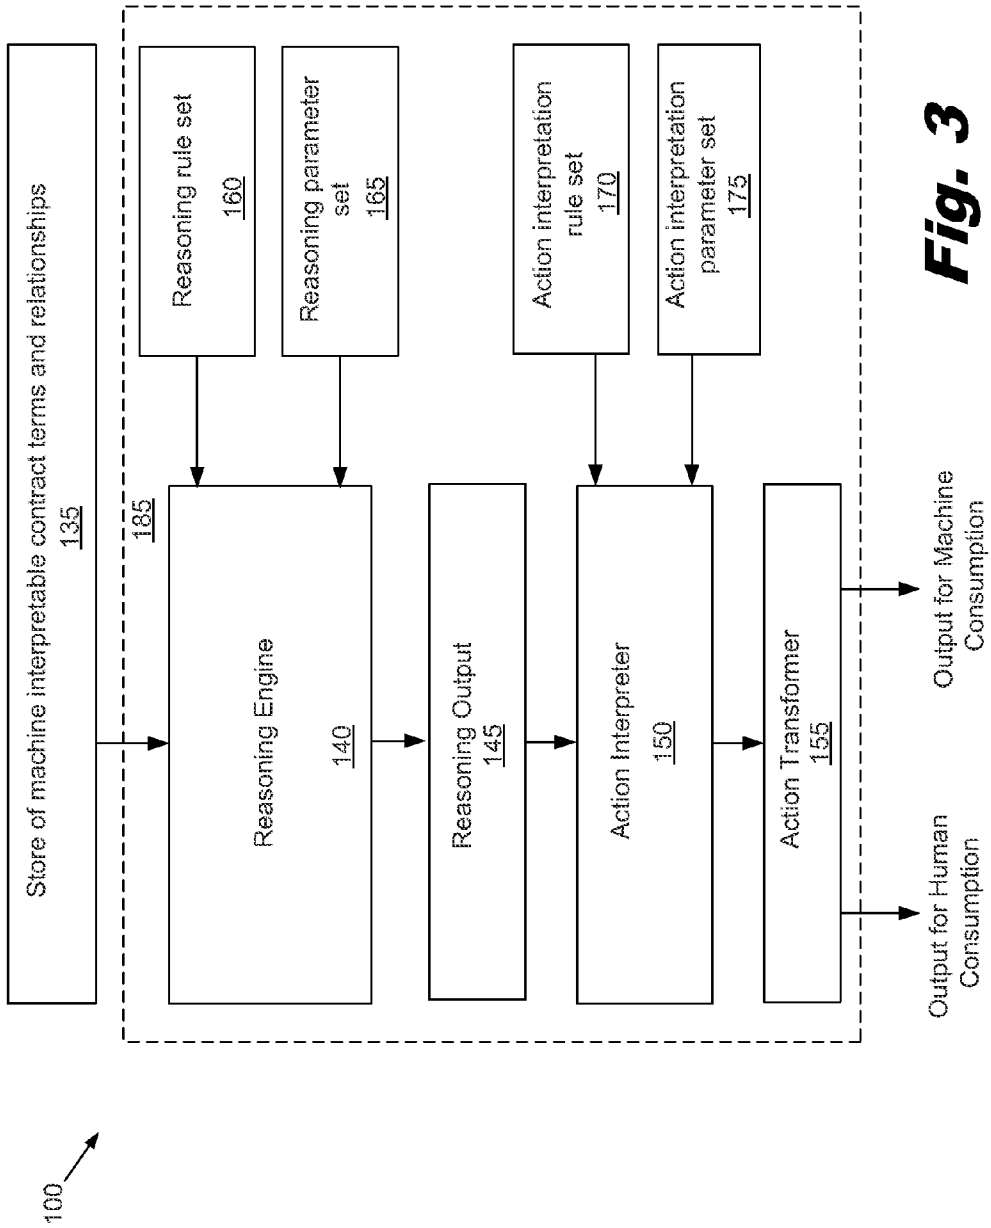 100
Store of machine interpretable contract terms and relationships
135
185
Reasoning Engine
140
Reasoning rule set
160
Reasoning parameter
set
165
Reasoning Output
145
Action Interpreter
150
Action interpretation
rule set
170
Action interpretation
parameter set
175
Action Transformer
155
Output for Human
Consumption
Output for Machine
Consumption
Fig. 3